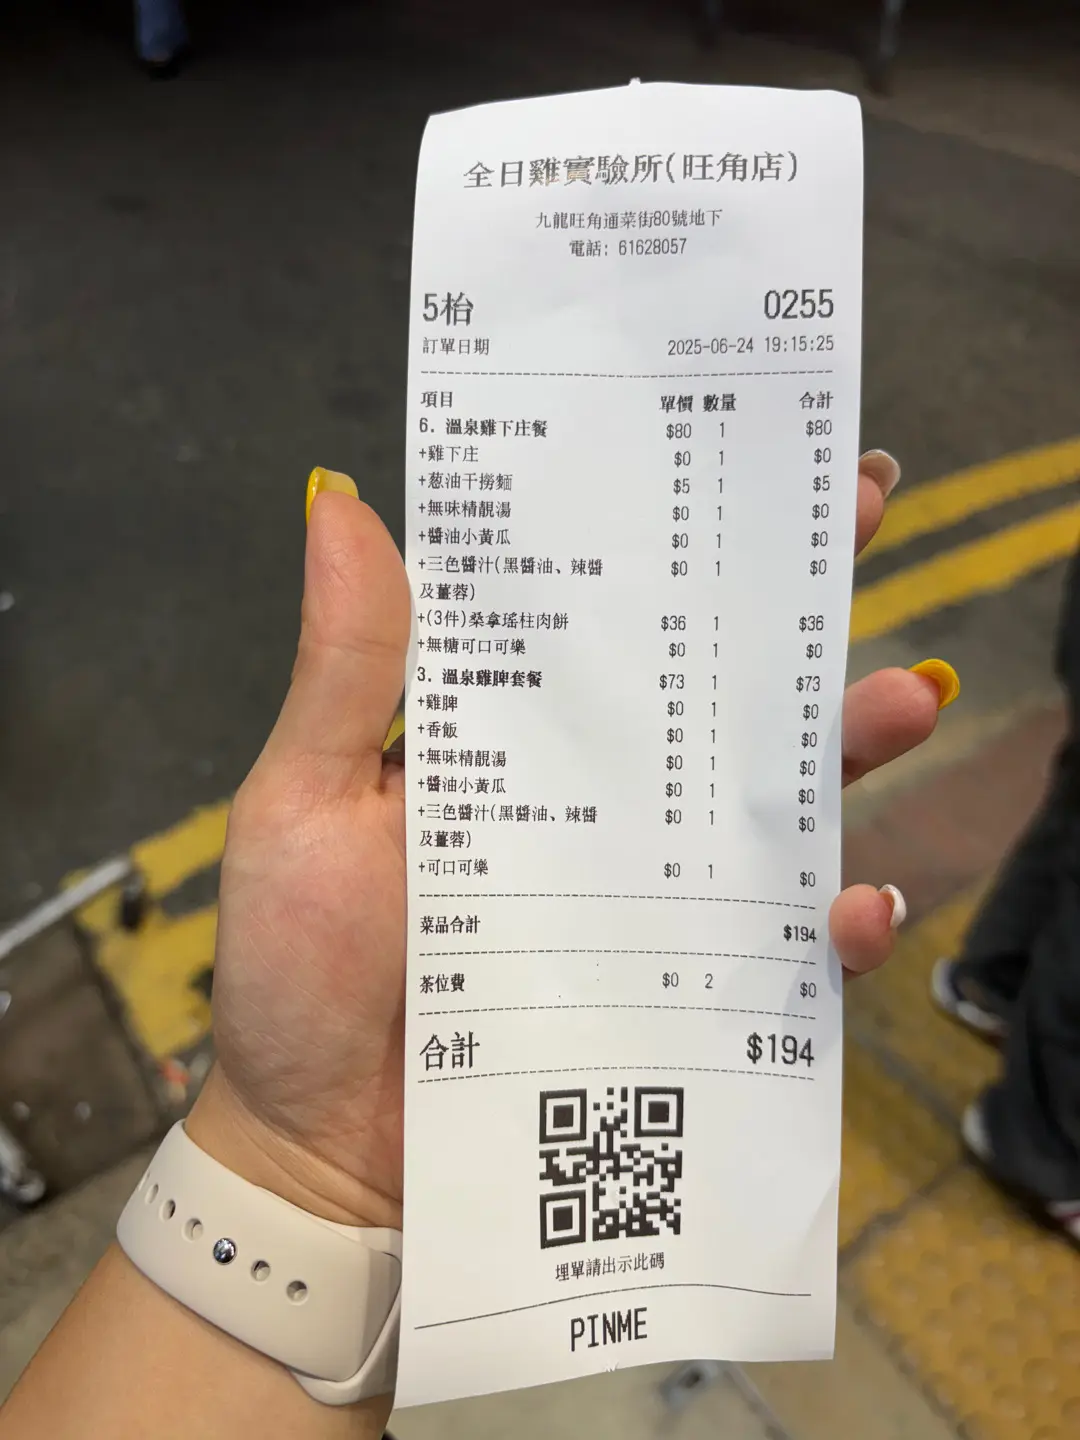 全日雞實驗所(旺角店)
九龍旺角通菜街80號地下
電話: 61628057
5枱 0255
訂單日期 2025-06-24 19:15:25
項目 單價 數量 合計
6. 溫泉雞下庄餐 $80 1 $80
+雞下庄 $0 1 $0
+葱油干撈麵 $5 1 $5
+無味精靚湯 $0 1 $0
+醬油小黃瓜 $0 1 $0
+三色醬汁(黑醬油、辣醬 $0 1 $0
及薑蓉)
+(3件)桑拿瑤柱肉餅 $36 1 $36
+無糖可口可樂 $0 1 $0
3. 溫泉雞脾套餐 $73 1 $73
+雞脾 $0 1 $0
+香飯 $0 1 $0
+無味精靚湯 $0 1 $0
+醬油小黃瓜 $0 1 $0
+三色醬汁(黑醬油、辣醬 $0 1 $0
及薑蓉)
+可口可樂 $0 1 $0
菜品合計 $194
茶位費 $0 2 $0
合計 $194
埋單請出示此碼
PINME